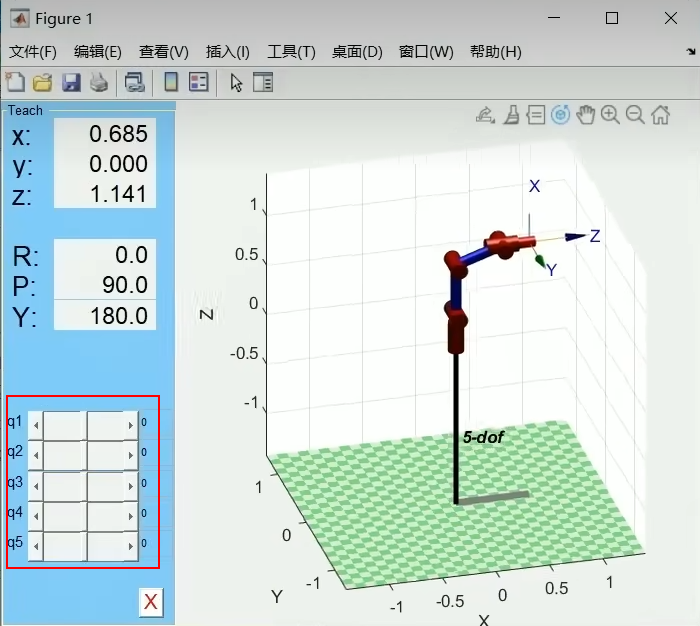 Figure 1
文件(F) 编辑(E) 查看(V) 插入(I) 工具(T) 桌面(D) 窗口(W) 帮助(H)
Teach
x: 0.685
y: 0.000
z: 1.141
R: 0.0
P: 90.0
Y: 180.0
q1 0
q2 0
q3 0
q4 0
q5 0
X
X
Z
Y
1
0.5
0
-0.5
-1
Z
5-dof
1
0
-1
Y
-1
-0.5
0
0.5
1
X